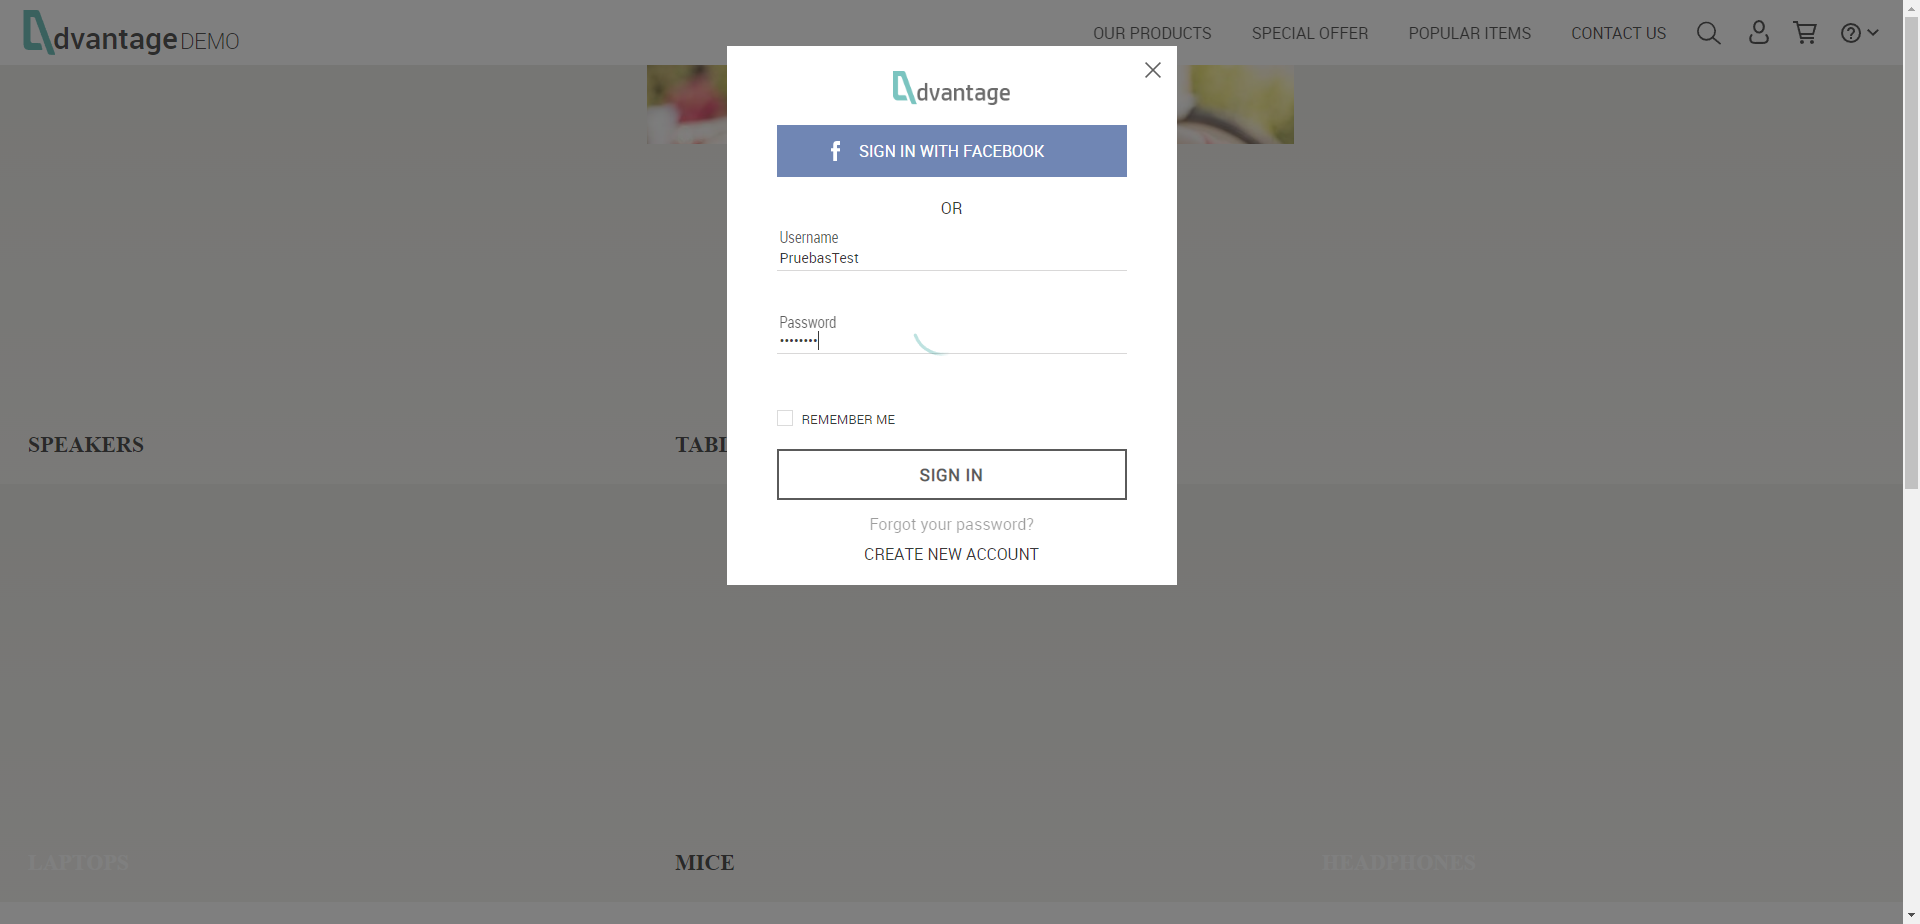 dvantage DEMO
OUR PRODUCTS
SPECIAL OFFER
POPULAR ITEMS
CONTACT US
dvantage
SIGN IN WITH FACEBOOK
OR
Username
PruebasTest
Password
••••••••
REMEMBER ME
SIGN IN
Forgot your password?
CREATE NEW ACCOUNT
SPEAKERS
TABL
LAPTOPS
MICE
HEADPHONES